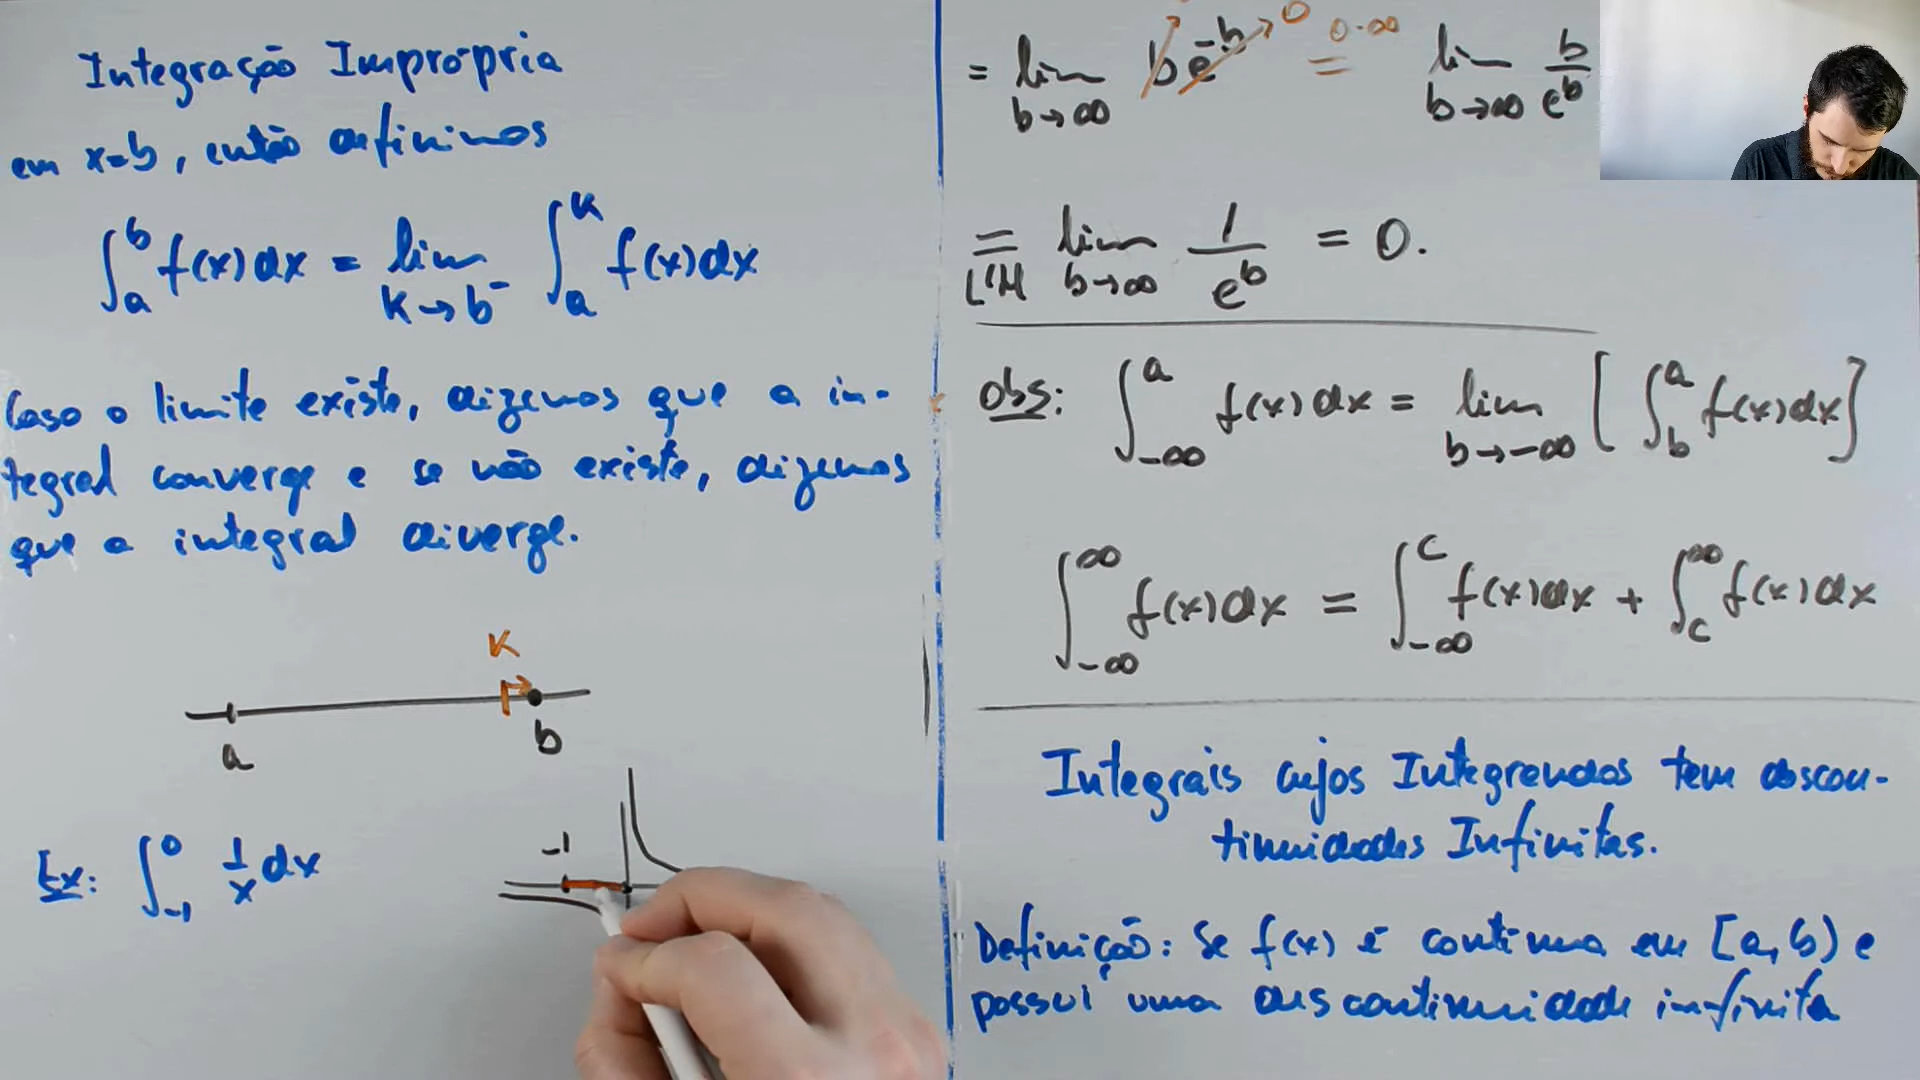 Integração Imprópria
em x=b, então definimos
∫_a^b f(x)dx = lim_{k→b⁻} ∫_a^k f(x)dx
Caso o limite existe, dizemos que a in-
tegral converge e se não existe, dizemos
que a integral diverge.
K
a b
-1
Ex: ∫_{-1}^0 1/x dx
= lim_{b→∞} b e^{-b} = lim_{b→∞} b/e^b
0 0·∞
= lim_{b→∞} 1/e^b = 0.
L'H
Obs: ∫_{-∞}^a f(x)dx = lim_{b→-∞} [∫_b^a f(x)dx]
∫_{-∞}^∞ f(x)dx = ∫_{-∞}^c f(x)dx + ∫_c^∞ f(x)dx
Integrais cujos Integrandos tem descon-
tinuidades Infinitas.
Definição: Se f(x) é contínua em [a,b) e
possui uma descontinuidade infinita